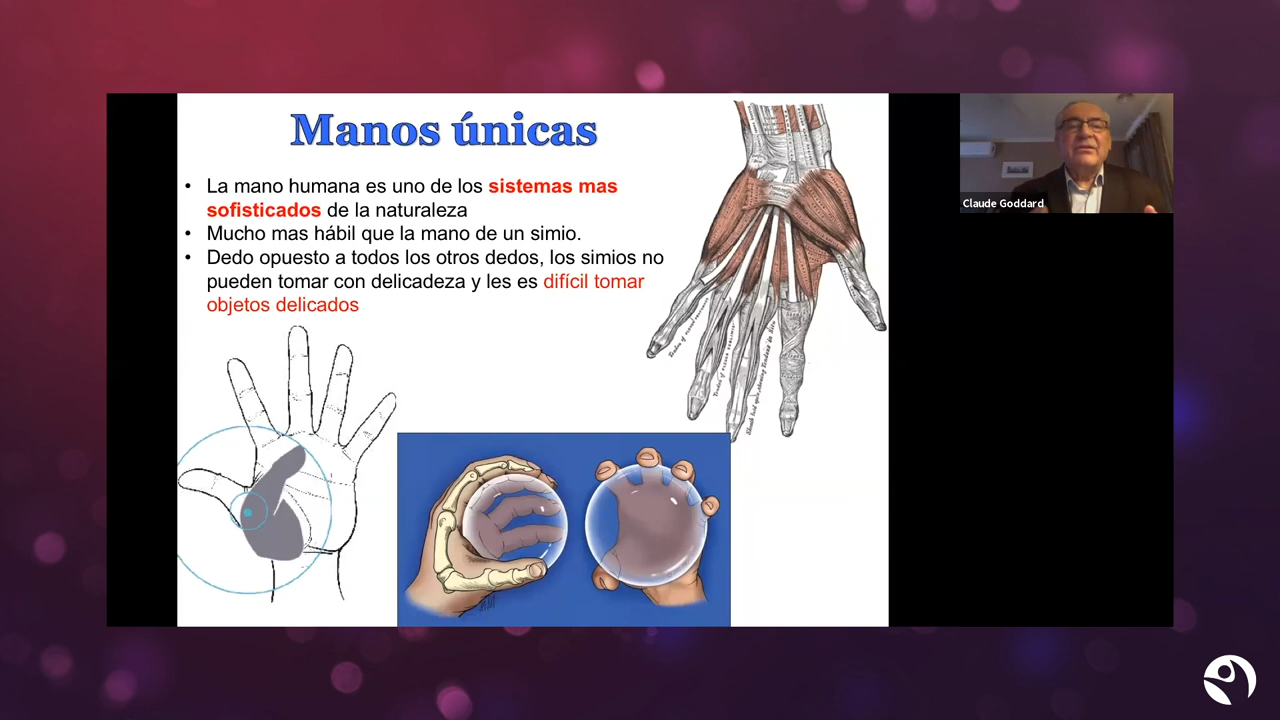 Manos únicas
• La mano humana es uno de los sistemas mas
sofisticados de la naturaleza
• Mucho mas hábil que la mano de un simio.
• Dedo opuesto a todos los otros dedos, los simios no
pueden tomar con delicadeza y les es difícil tomar
objetos delicados
Claude Goddard